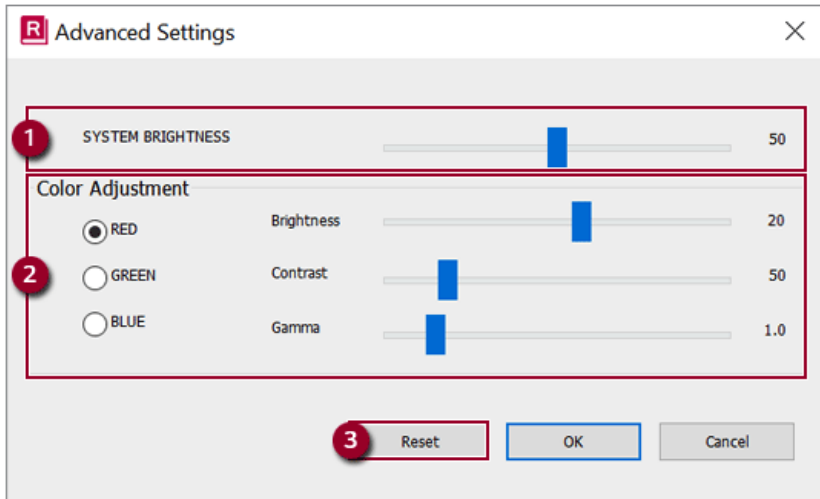 R Advanced Settings
1 SYSTEM BRIGHTNESS 50
Color Adjustment
RED Brightness 20
2 GREEN Contrast 50
BLUE Gamma 1.0
3 Reset OK Cancel